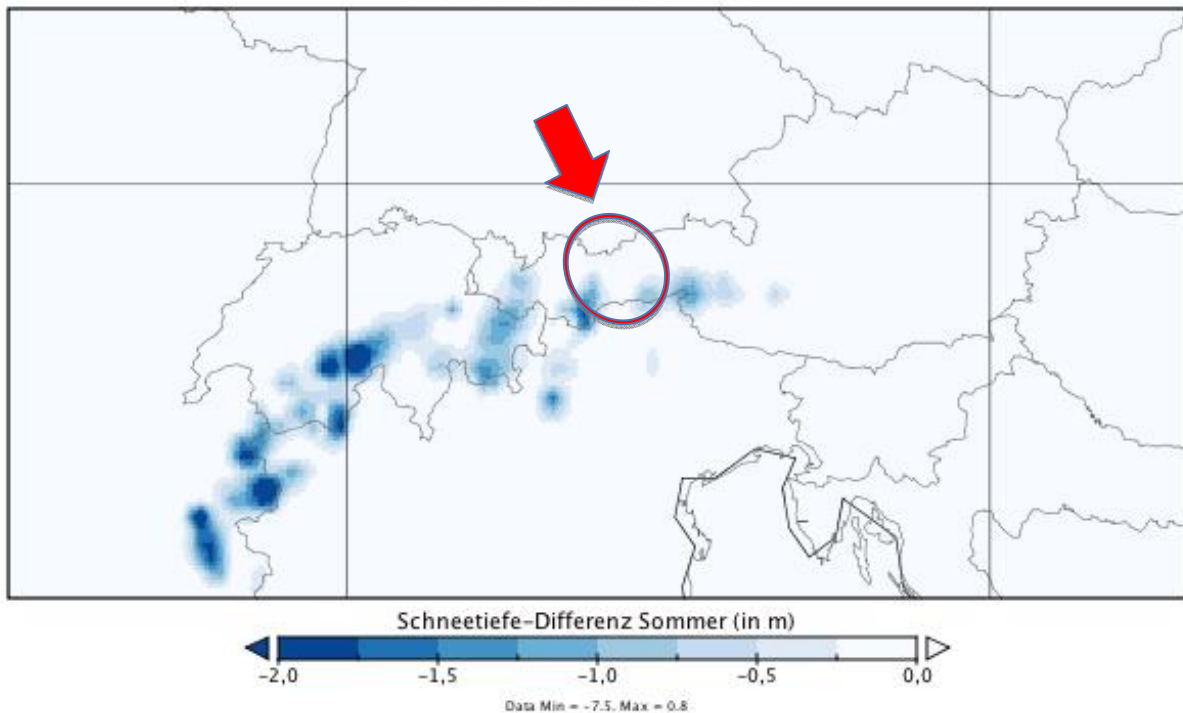 Schneetiefe-Differenz Sommer (in m)
-2,0 -1,5 -1,0 -0,5 0,0
Data Min = -7.5, Max = 0.8